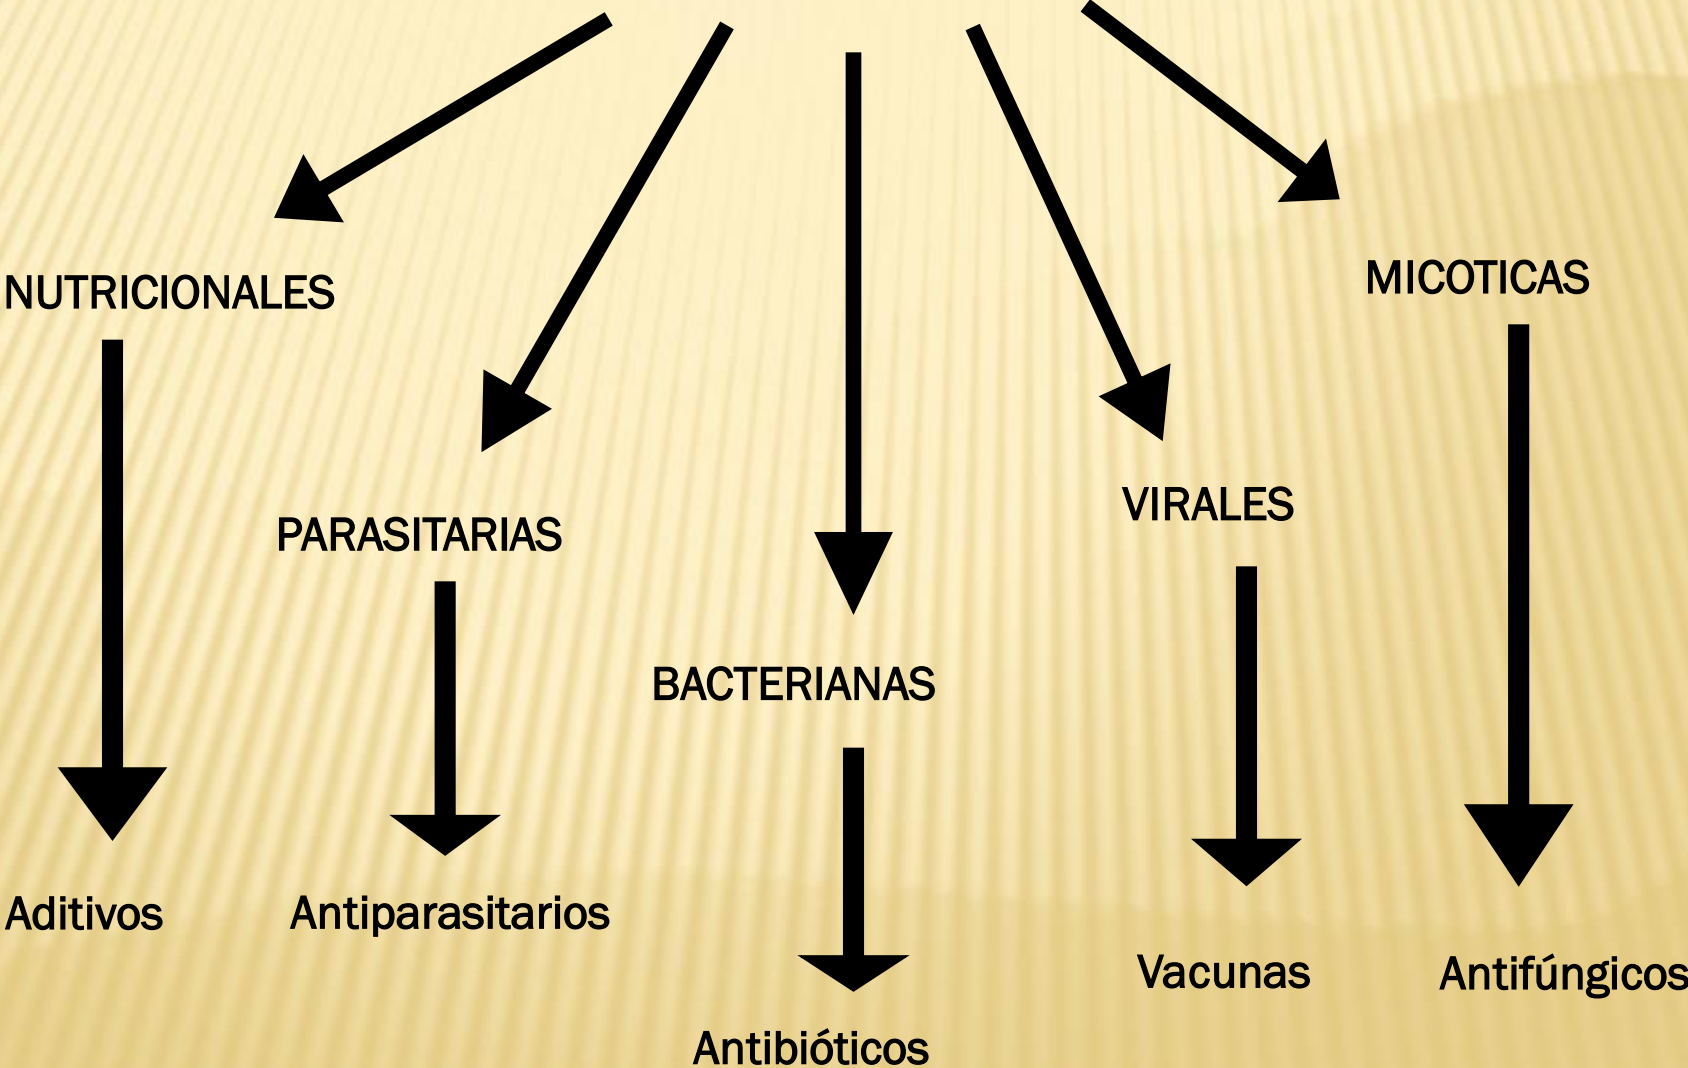 NUTRICIONALES
MICOTICAS
PARASITARIAS
VIRALES
BACTERIANAS
Aditivos
Antiparasitarios
Vacunas
Antifúngicos
Antibióticos